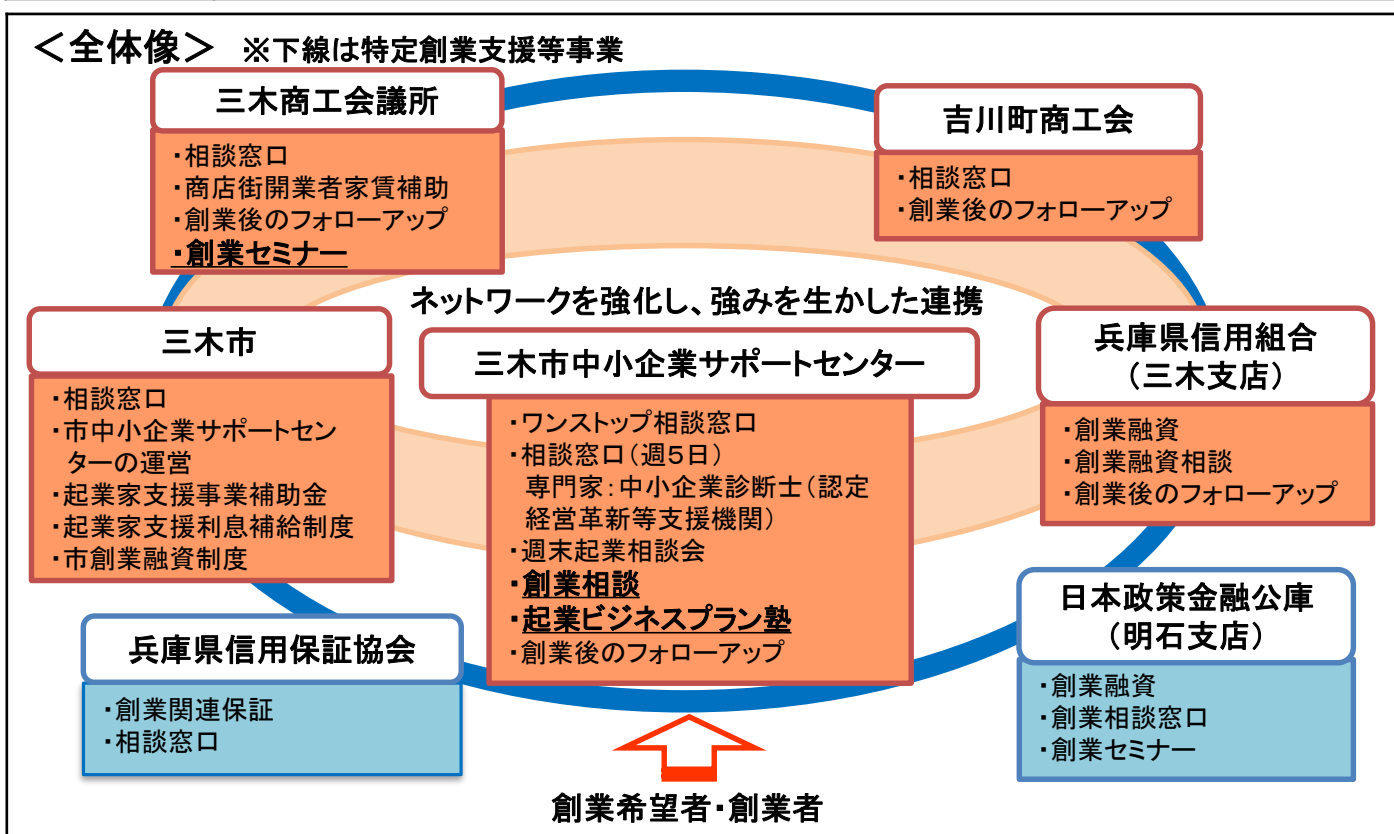 ＜全体像＞ ※下線は特定創業支援等事業
三木商工会議所
・相談窓口
・商店街開業者家賃補助
・創業後のフォローアップ
・創業セミナー
吉川町商工会
・相談窓口
・創業後のフォローアップ
ネットワークを強化し、強みを生かした連携
三木市
・相談窓口
・市中小企業サポートセン
ターの運営
・起業家支援事業補助金
・起業家支援利息補給制度
・市創業融資制度
三木市中小企業サポートセンター
・ワンストップ相談窓口
・相談窓口（週5日）
専門家：中小企業診断士（認定
経営革新等支援機関）
・週末起業相談会
・創業相談
・起業ビジネスプラン塾
・創業後のフォローアップ
兵庫県信用組合
（三木支店）
・創業融資
・創業融資相談
・創業後のフォローアップ
兵庫県信用保証協会
・創業関連保証
・相談窓口
日本政策金融公庫
（明石支店）
・創業融資
・創業相談窓口
・創業セミナー
創業希望者・創業者